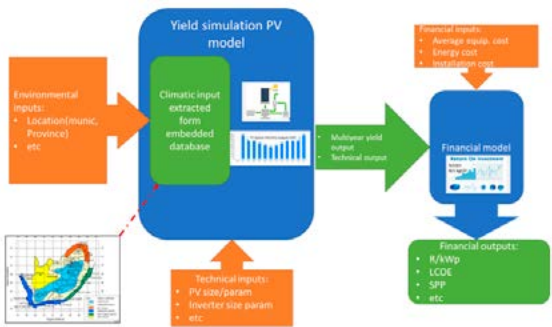 Yield simulation PV
model
Financial inputs:
• Average equip. cost
• Energy cost
• Installation cost
Environmental
inputs:
• Location(munic,
Province)
• etc
Climatic input
extracted
form
embedded
database
• Multiyear yield
output
• Technical output
Financial model
Technical inputs:
• PV size/param
• Inverter size param
• etc
Financial outputs:
• R/kWp
• LCOE
• SPP
• etc